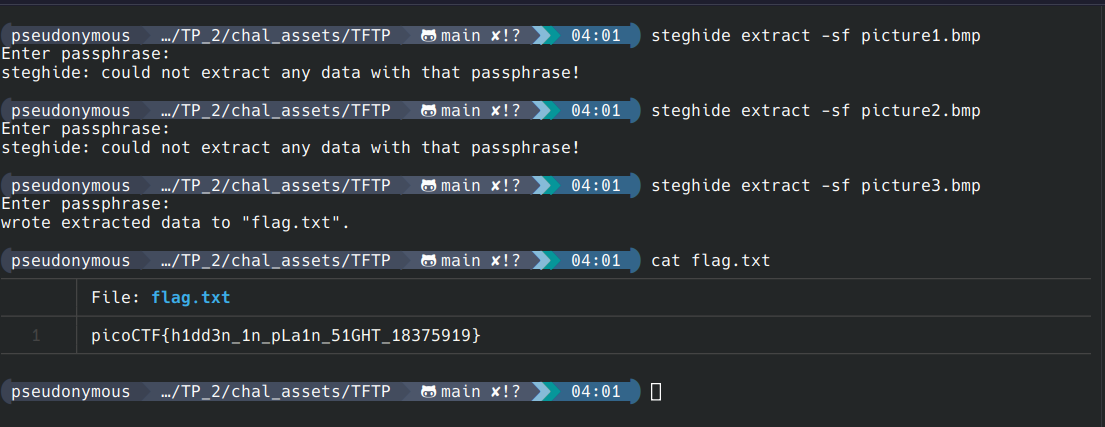 pseudonymous …/TP_2/chal_assets/TFTP main ✘!? 04:01 steghide extract -sf picture1.bmp
Enter passphrase:
steghide: could not extract any data with that passphrase!
pseudonymous …/TP_2/chal_assets/TFTP main ✘!? 04:01 steghide extract -sf picture2.bmp
Enter passphrase:
steghide: could not extract any data with that passphrase!
pseudonymous …/TP_2/chal_assets/TFTP main ✘!? 04:01 steghide extract -sf picture3.bmp
Enter passphrase:
wrote extracted data to "flag.txt".
pseudonymous …/TP_2/chal_assets/TFTP main ✘!? 04:01 cat flag.txt
File: flag.txt
1 picoCTF{h1dd3n_1n_pLa1n_51GHT_18375919}
pseudonymous …/TP_2/chal_assets/TFTP main ✘!? 04:01